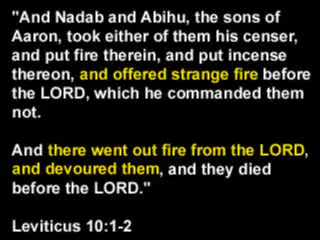 "And Nadab and Abihu, the sons of
Aaron, took either of them his censer,
and put fire therein, and put incense
thereon, and offered strange fire before
the LORD, which he commanded them
not.
And there went out fire from the LORD,
and devoured them, and they died
before the LORD."
Leviticus 10:1-2